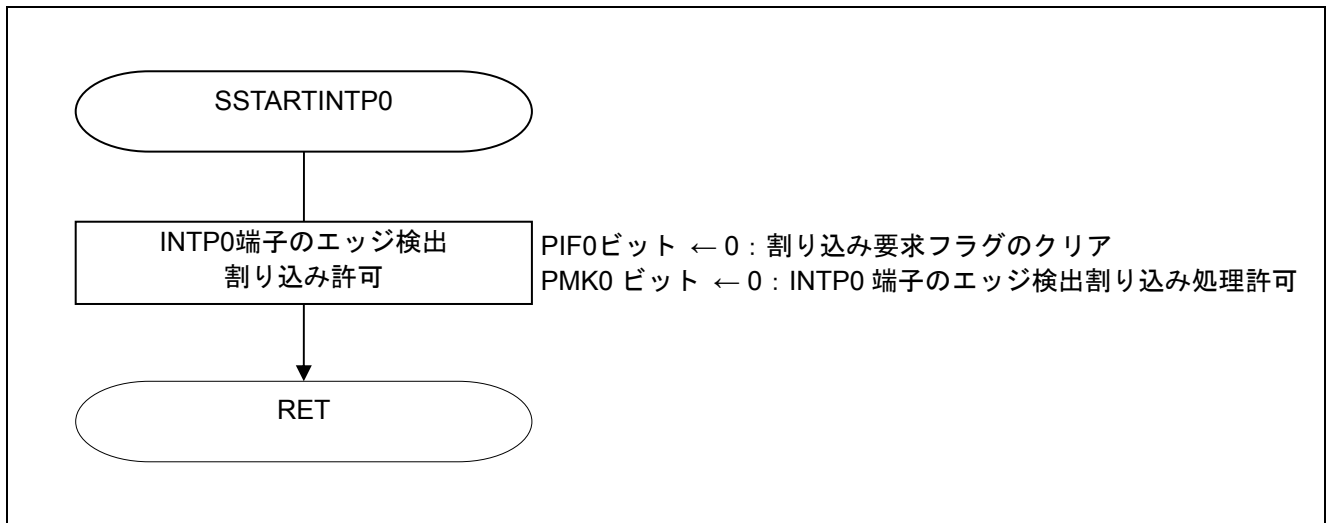 SSTARTINTP0
INTP0端子のエッジ検出
割り込み許可
PIF0ビット ← 0：割り込み要求フラグのクリア
PMK0 ビット ← 0：INTP0 端子のエッジ検出割り込み処理許可
RET